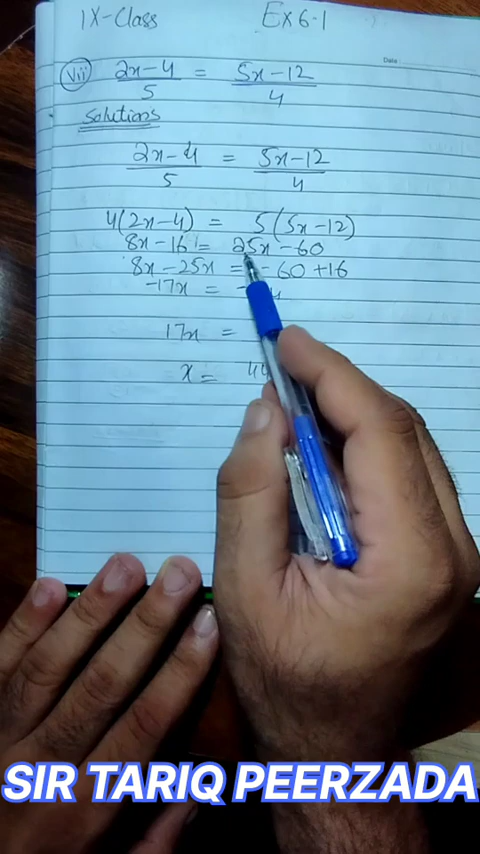 IX-Class Ex 6.1
Date:
(vii) 2x-4/5 = 5x-12/4
Solutions
2x-4/5 = 5x-12/4
4(2x-4) = 5(5x-12)
8x-16 = 25x-60
8x-25x = -60+16
-17x = -
17x =
x = 44
SIR TARIQ PEERZADA